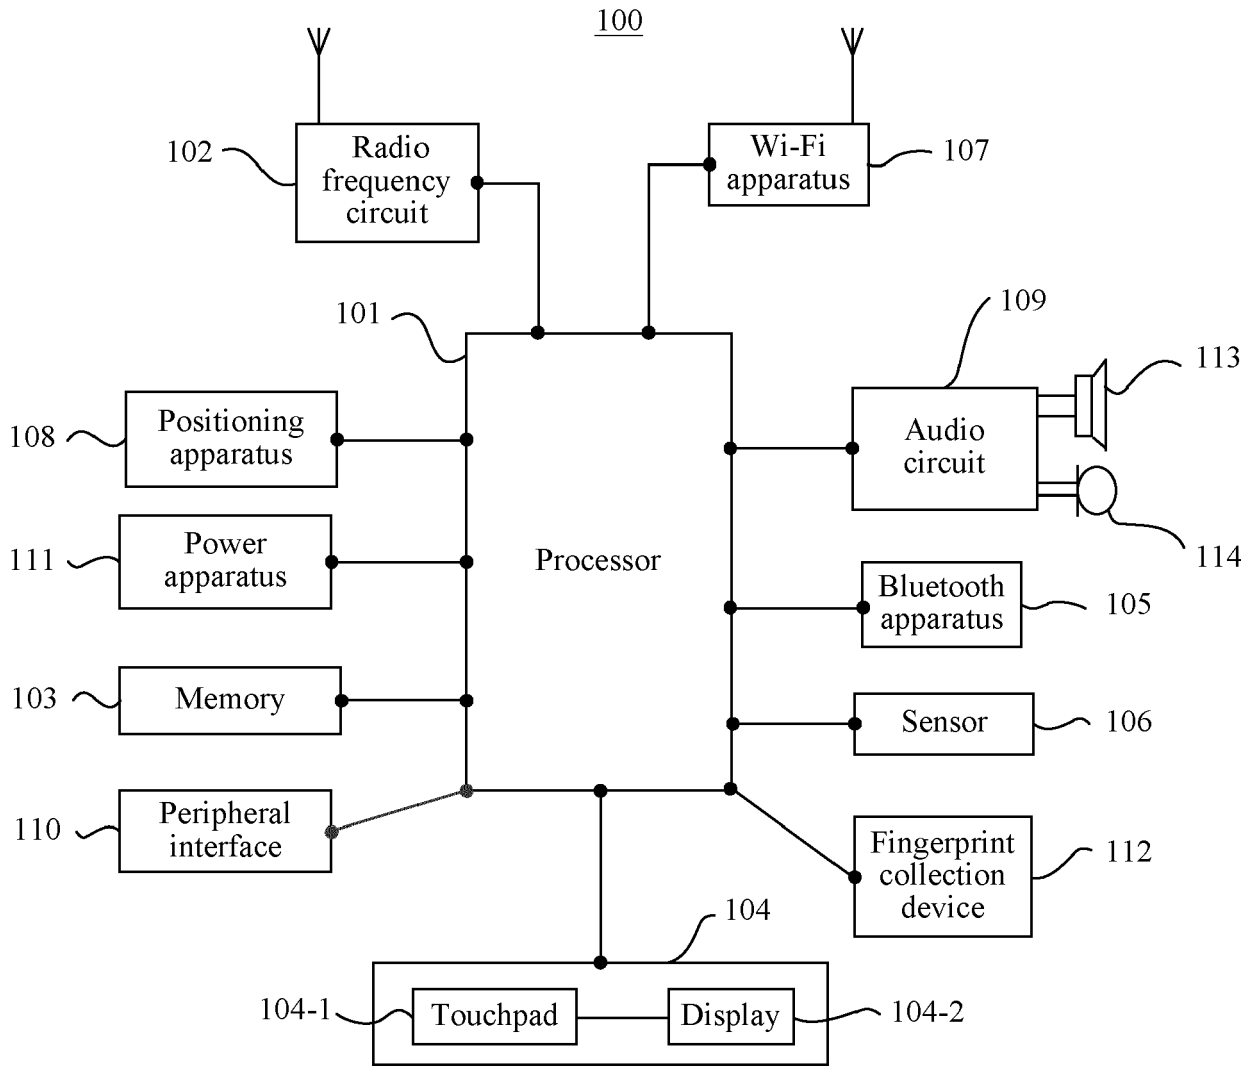 100
102
Radio
frequency
circuit
Wi-Fi
apparatus
107
101
109
113
108
Positioning
apparatus
Audio
circuit
114
111
Power
apparatus
Processor
Bluetooth
apparatus
105
103
Memory
Sensor
106
110
Peripheral
interface
Fingerprint
collection
device
112
104
104-1
Touchpad
Display
104-2